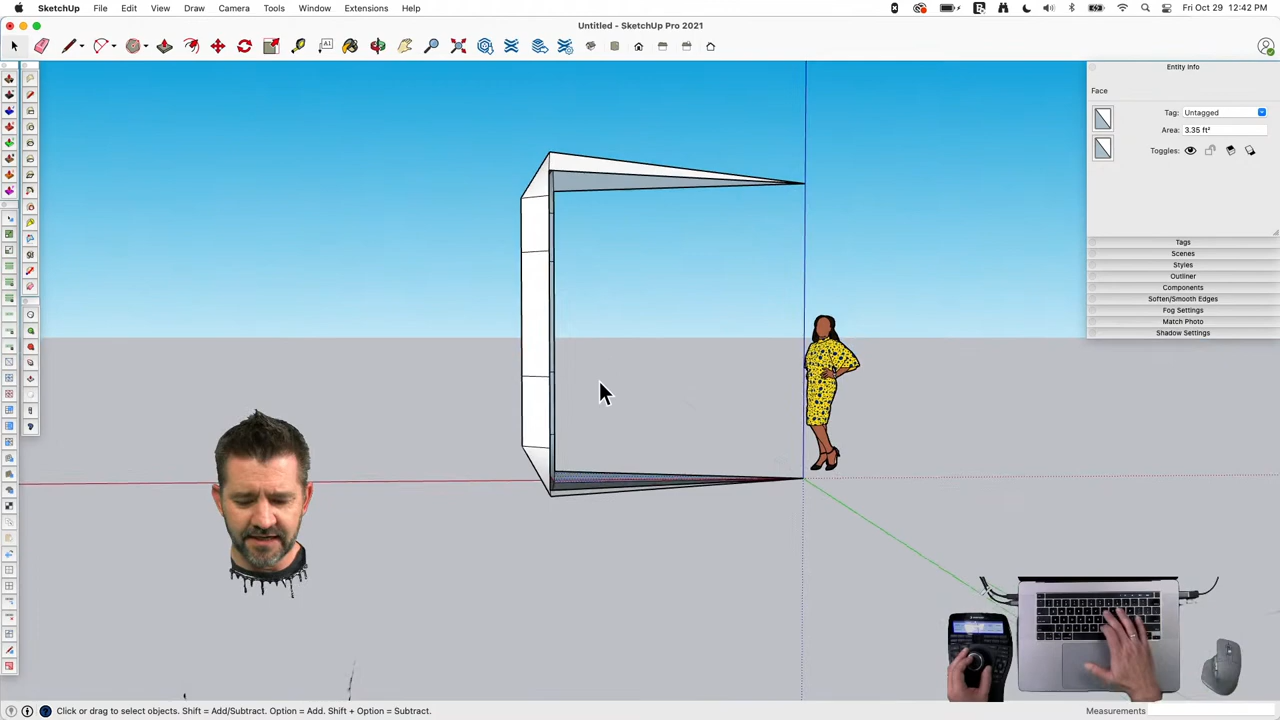 SketchUp File Edit View Draw Camera Tools Window Extensions Help Fri Oct 29 12:42 PM
Untitled - SketchUp Pro 2021
Entity Info
Face
Tag: Untagged
Area: 3.35 ft²
Toggles:
Tags
Scenes
Styles
Outliner
Components
Soften/Smooth Edges
Fog Settings
Match Photo
Shadow Settings
Click or drag to select objects. Shift = Add/Subtract. Option = Add. Shift + Option = Subtract. Measurements